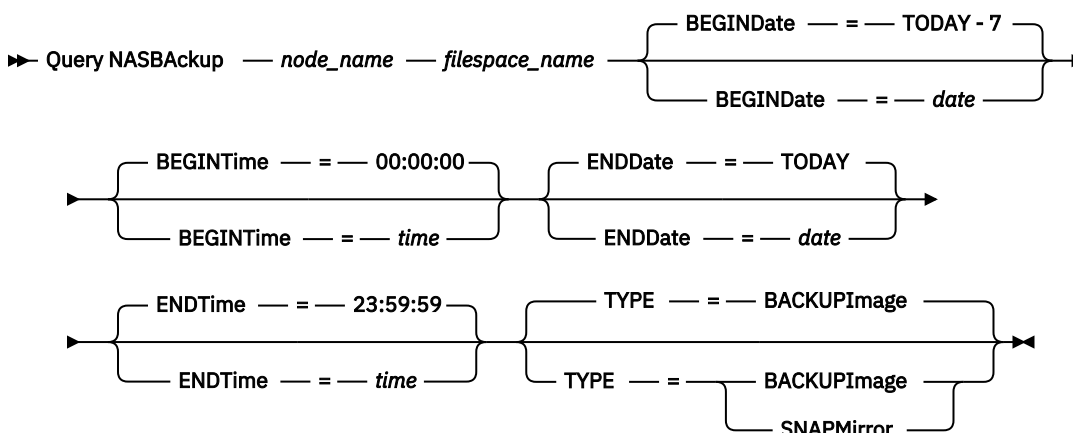 BEGINDate = TODAY - 7
Query NASBAckup node_name filespace_name
BEGINDate = date
BEGINTime = 00:00:00 ENDDate = TODAY
BEGINTime = time ENDDate = date
ENDTime = 23:59:59 TYPE = BACKUPImage
ENDTime = time TYPE = BACKUPImage
SNAPMirror